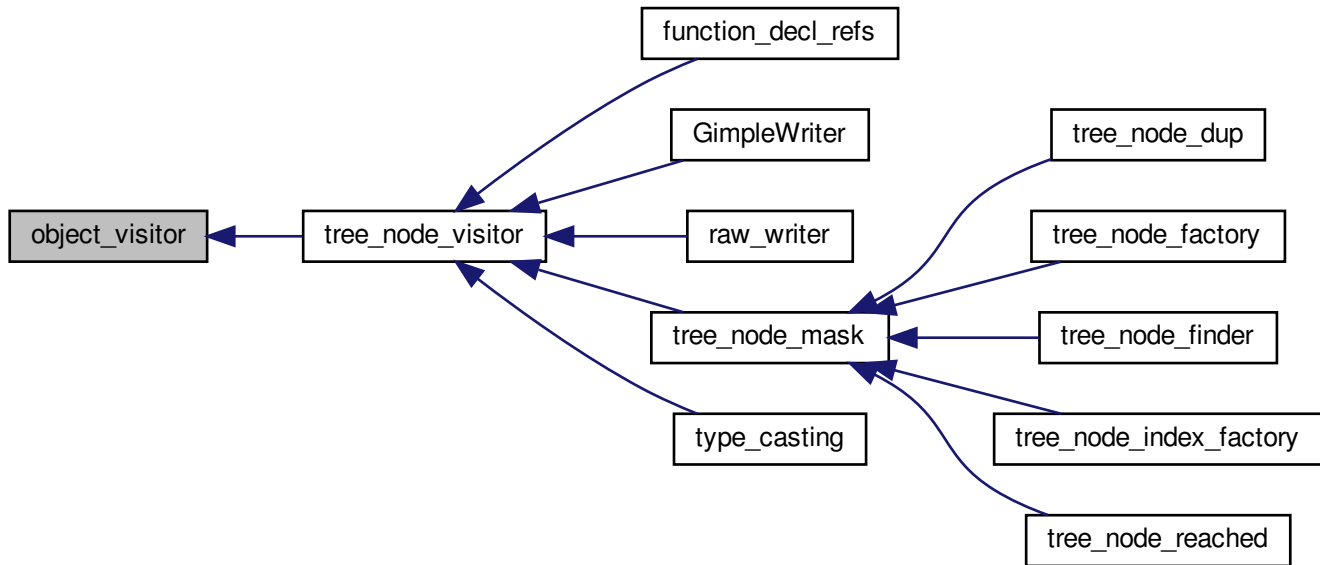 function_decl_refs
GimpleWriter
tree_node_dup
object_visitor
tree_node_visitor
raw_writer
tree_node_factory
tree_node_mask
tree_node_finder
type_casting
tree_node_index_factory
tree_node_reached